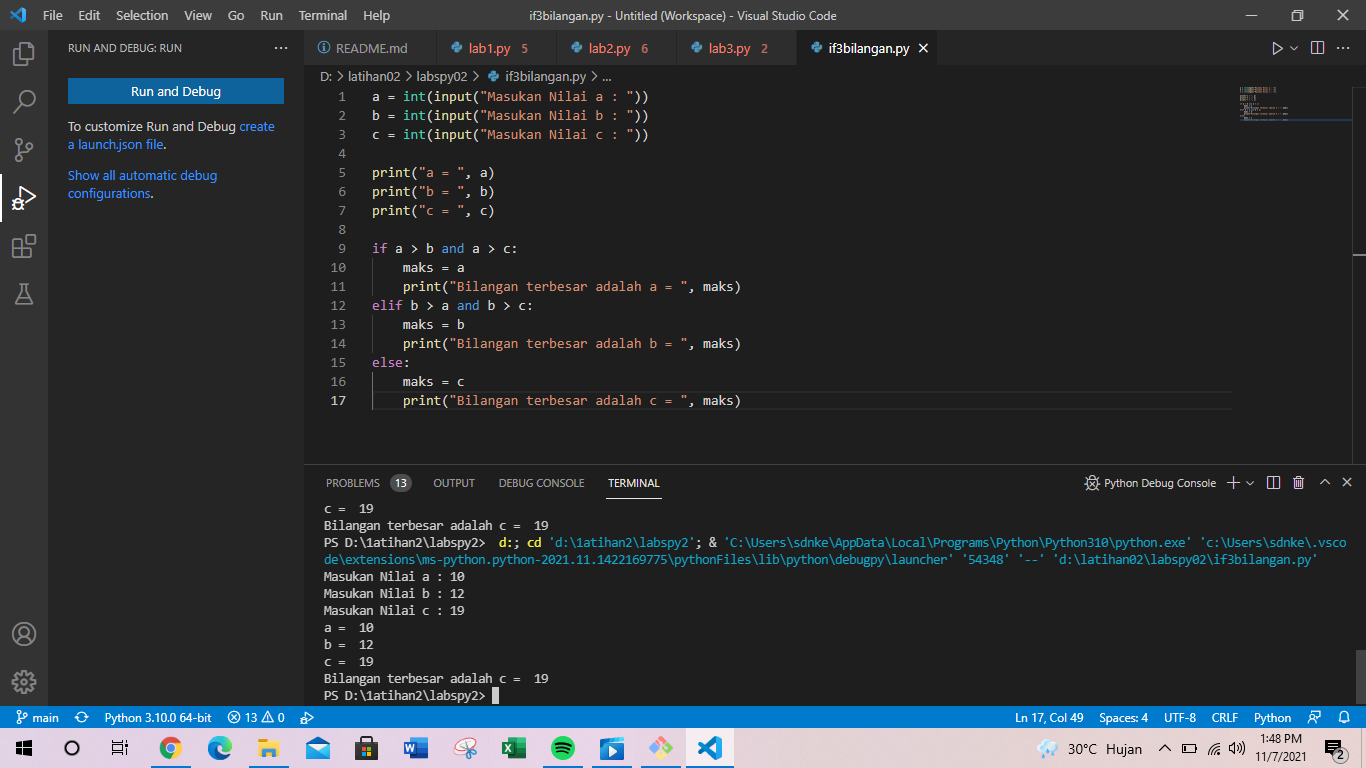 File Edit Selection View Go Run Terminal Help if3bilangan.py - Untitled (Workspace) - Visual Studio Code
RUN AND DEBUG: RUN
Run and Debug
To customize Run and Debug create
a launch.json file.
Show all automatic debug
configurations.
README.md lab1.py 5 lab2.py 6 lab3.py 2 if3bilangan.py
D: > latihan02 > labspy02 > if3bilangan.py > ...
1 a = int(input("Masukan Nilai a : "))
2 b = int(input("Masukan Nilai b : "))
3 c = int(input("Masukan Nilai c : "))
4
5 print("a = ", a)
6 print("b = ", b)
7 print("c = ", c)
8
9 if a > b and a > c:
10     maks = a
11     print("Bilangan terbesar adalah a = ", maks)
12 elif b > a and b > c:
13     maks = b
14     print("Bilangan terbesar adalah b = ", maks)
15 else:
16     maks = c
17     print("Bilangan terbesar adalah c = ", maks)
PROBLEMS 13 OUTPUT DEBUG CONSOLE TERMINAL Python Debug Console
c =  19
Bilangan terbesar adalah c =  19
PS D:\1atihan2\labspy2>  d:; cd 'd:\1atihan2\labspy2'; & 'C:\Users\sdnke\AppData\Local\Programs\Python\Python310\python.exe' 'c:\Users\sdnke\.vsco
de\extensions\ms-python.python-2021.11.1422169775\pythonFiles\lib\python\debugpy\launcher' '54348' '--' 'd:\latihan02\labspy02\if3bilangan.py'
Masukan Nilai a : 10
Masukan Nilai b : 12
Masukan Nilai c : 19
a =  10
b =  12
c =  19
Bilangan terbesar adalah c =  19
PS D:\1atihan2\labspy2>
main Python 3.10.0 64-bit 13 0 Ln 17, Col 49 Spaces: 4 UTF-8 CRLF Python
30°C Hujan 1:48 PM
11/7/2021 2